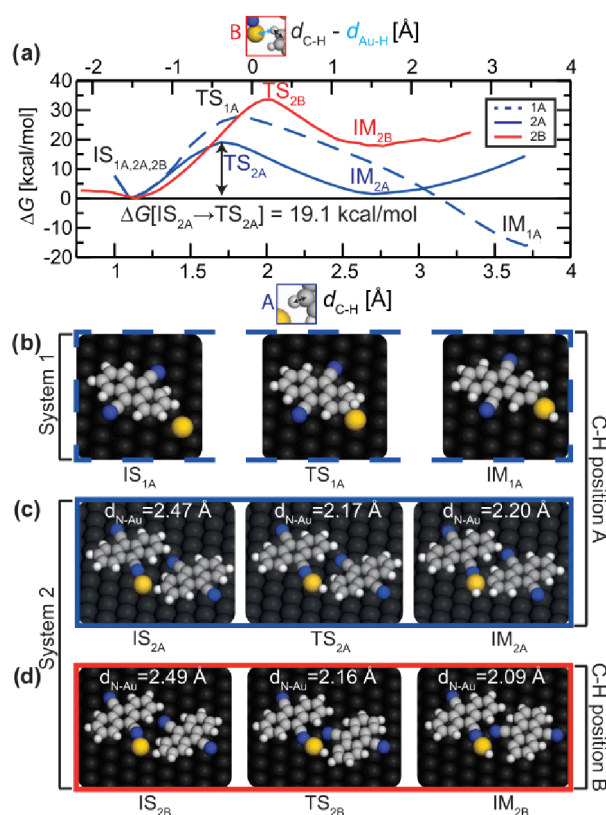 (a)
B
d_C-H - d_Au-H [Å]
-2 -1 0 1 2 3 4
40
30
20
10
0
-10
-20
ΔG [kcal/mol]
TS_1A
TS_2B
IM_2B
IS_1A,2A,2B
TS_2A
IM_2A
ΔG[IS_2A→TS_2A] = 19.1 kcal/mol
IM_1A
1A
2A
2B
1 1.5 2 2.5 3 3.5 4
A
d_C-H [Å]
(b)
System 1
IS_1A TS_1A IM_1A
C-H position A
(c)
System 2
d_N-Au=2.47 Å d_N-Au=2.17 Å d_N-Au=2.20 Å
IS_2A TS_2A IM_2A
(d)
d_N-Au=2.49 Å d_N-Au=2.16 Å d_N-Au=2.09 Å
IS_2B TS_2B IM_2B
C-H position B